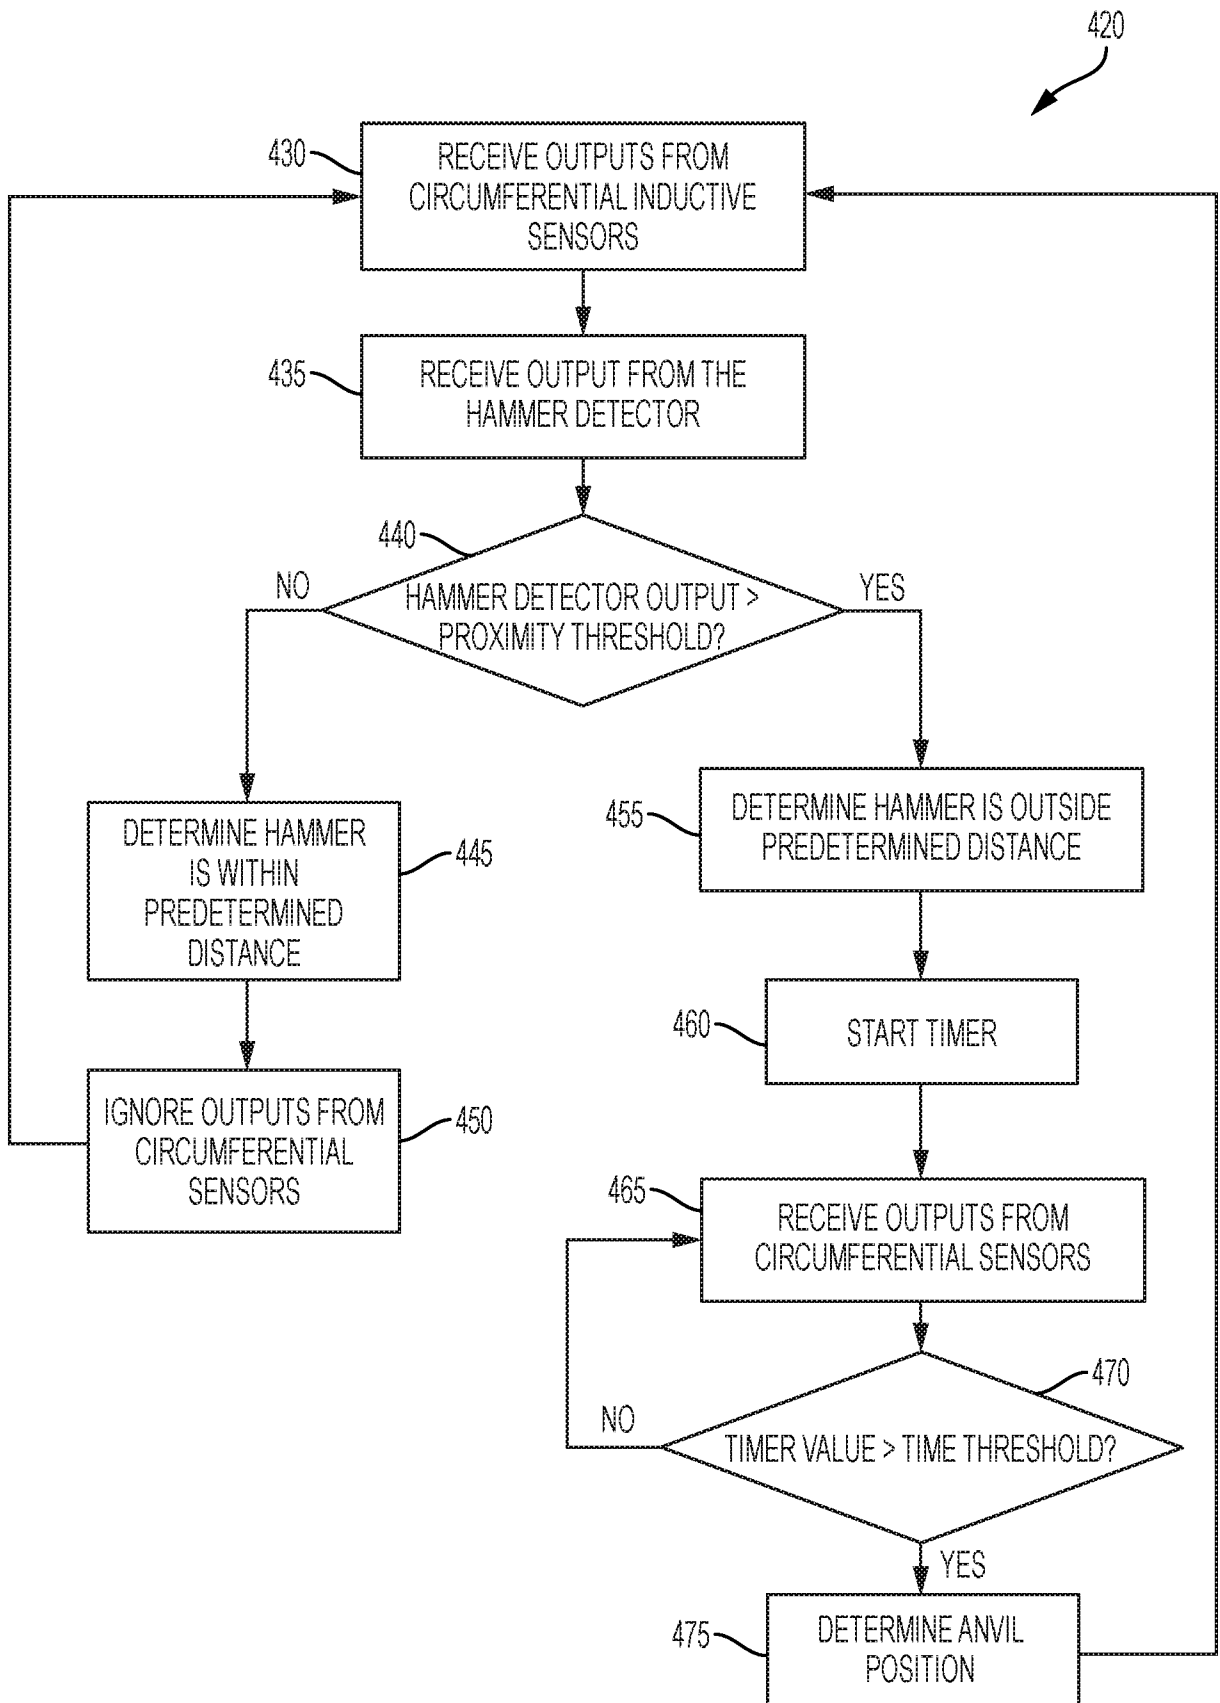 420
430
RECEIVE OUTPUTS FROM
CIRCUMFERENTIAL INDUCTIVE
SENSORS
435
RECEIVE OUTPUT FROM THE
HAMMER DETECTOR
440
NO
YES
HAMMER DETECTOR OUTPUT >
PROXIMITY THRESHOLD?
DETERMINE HAMMER
IS WITHIN
PREDETERMINED
DISTANCE
445
455
DETERMINE HAMMER IS OUTSIDE
PREDETERMINED DISTANCE
460
START TIMER
IGNORE OUTPUTS FROM
CIRCUMFERENTIAL
SENSORS
450
465
RECEIVE OUTPUTS FROM
CIRCUMFERENTIAL SENSORS
470
NO
TIMER VALUE > TIME THRESHOLD?
YES
475
DETERMINE ANVIL
POSITION